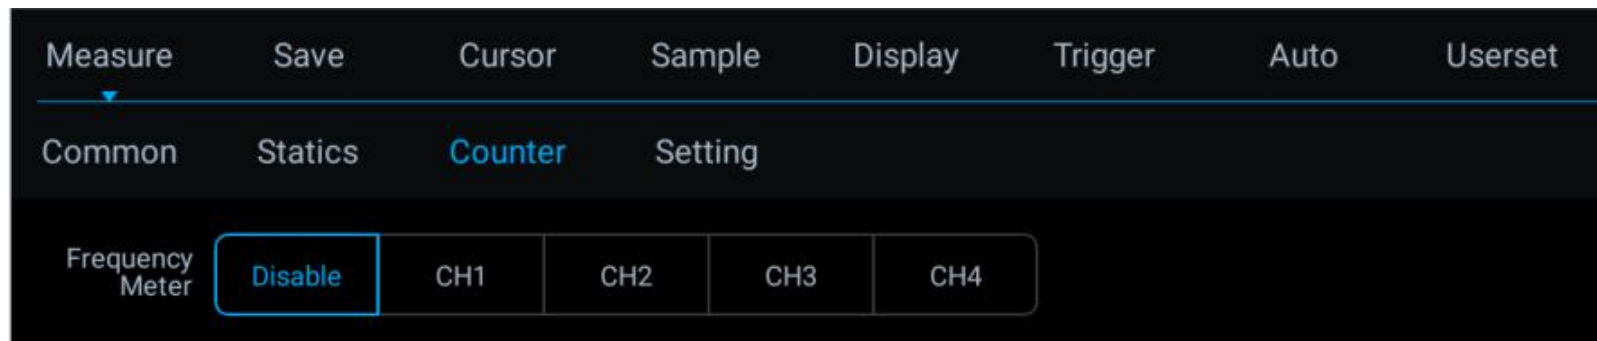 Measure Save Cursor Sample Display Trigger Auto Userset
Common Statics Counter Setting
Frequency
Meter
Disable CH1 CH2 CH3 CH4